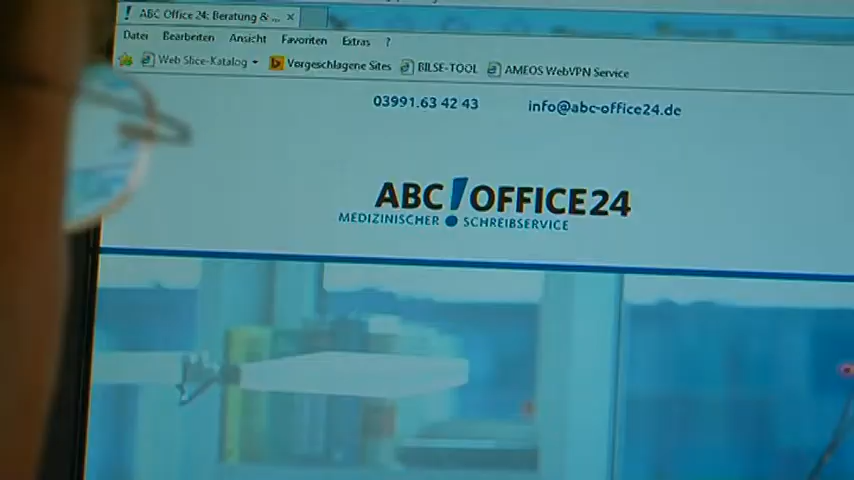 ABC Office 24: Beratung & ... ×
Datei Bearbeiten Ansicht Favoriten Extras ?
Web Slice-Katalog Vorgeschlagene Sites BILSE-TOOL AMEOS WebVPN Service
03991.63 42 43 info@abc-office24.de
ABC!OFFICE24
MEDIZINISCHER SCHREIBSERVICE